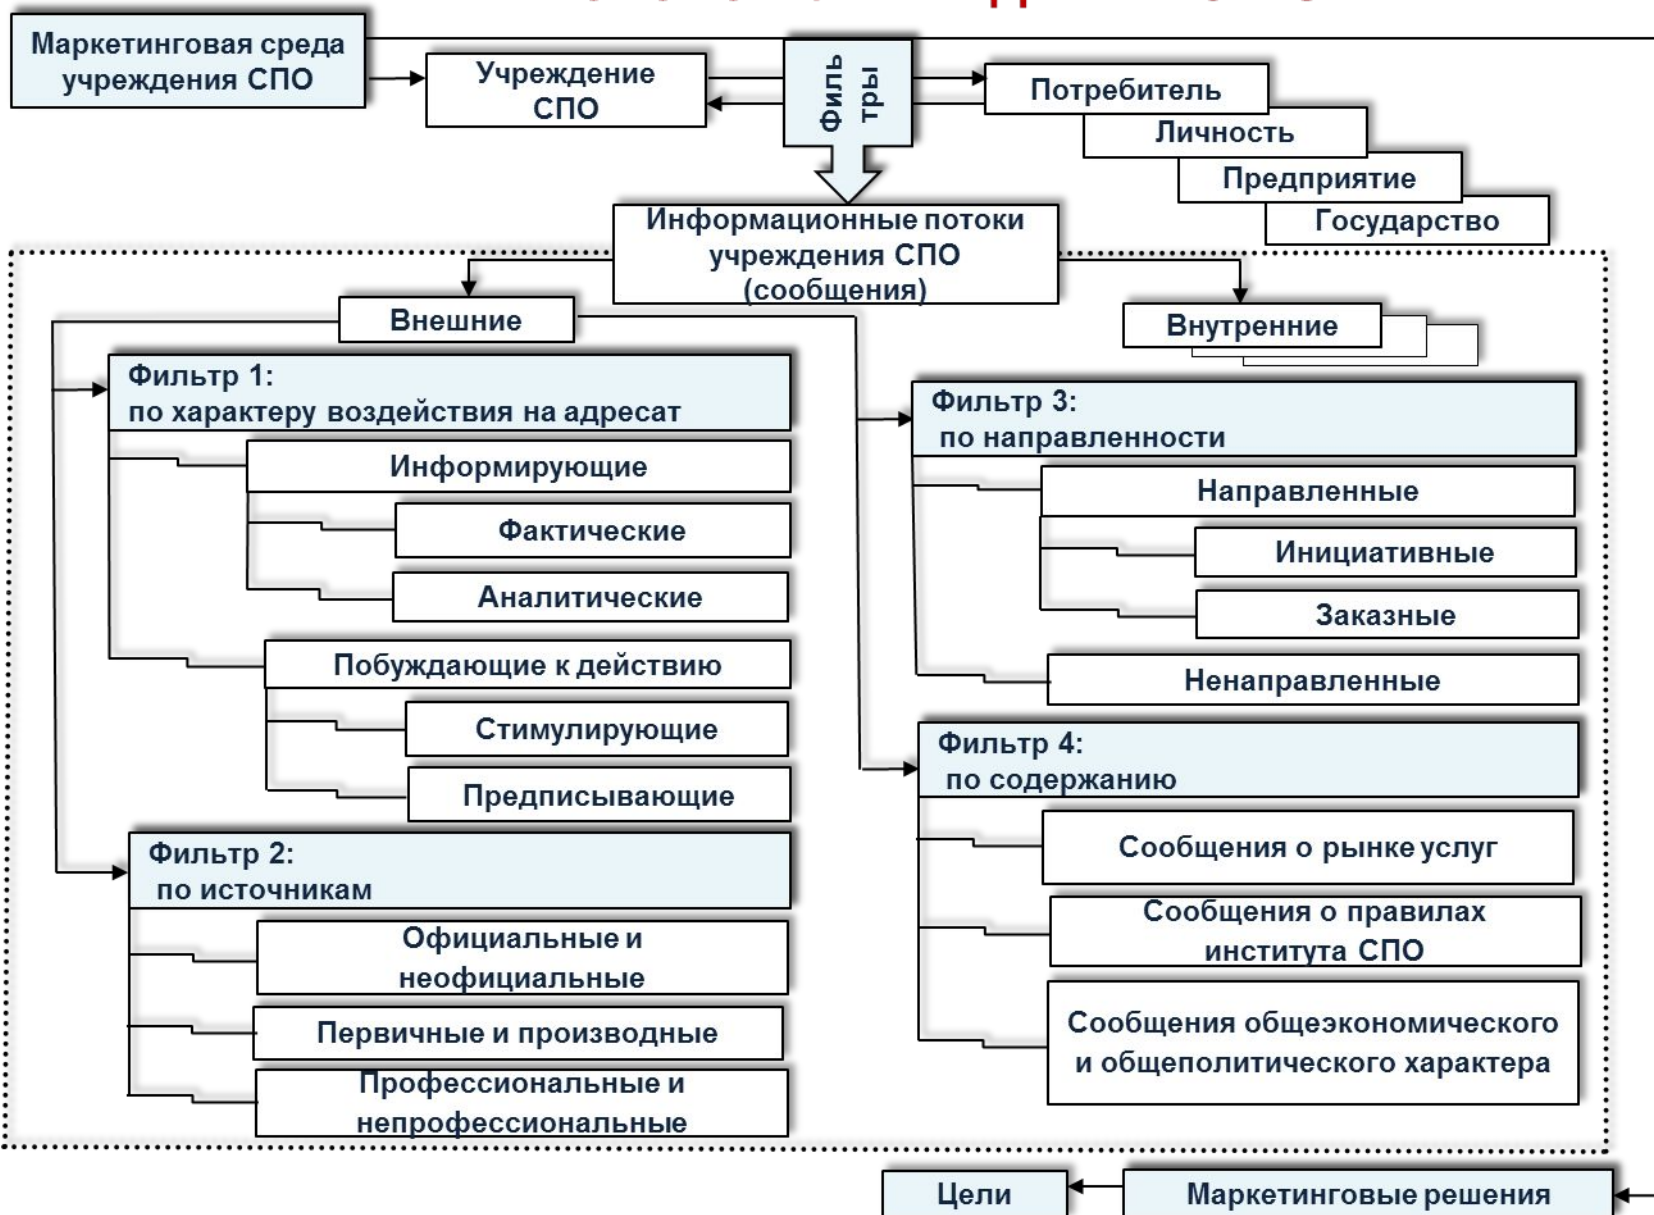 Маркетинговая среда
учреждения СПО
Учреждение
СПО
Филь
тры
Потребитель
Личность
Предприятие
Государство
Информационные потоки
учреждения СПО
(сообщения)
Внешние
Внутренние
Фильтр 1:
по характеру воздействия на адресат
Информирующие
Фактические
Аналитические
Побуждающие к действию
Стимулирующие
Предписывающие
Фильтр 2:
по источникам
Официальные и
неофициальные
Первичные и производные
Профессиональные и
непрофессиональные
Фильтр 3:
по направленности
Направленные
Инициативные
Заказные
Ненаправленные
Фильтр 4:
по содержанию
Сообщения о рынке услуг
Сообщения о правилах
института СПО
Сообщения общеэкономического
и общеполитического характера
Цели
Маркетинговые решения